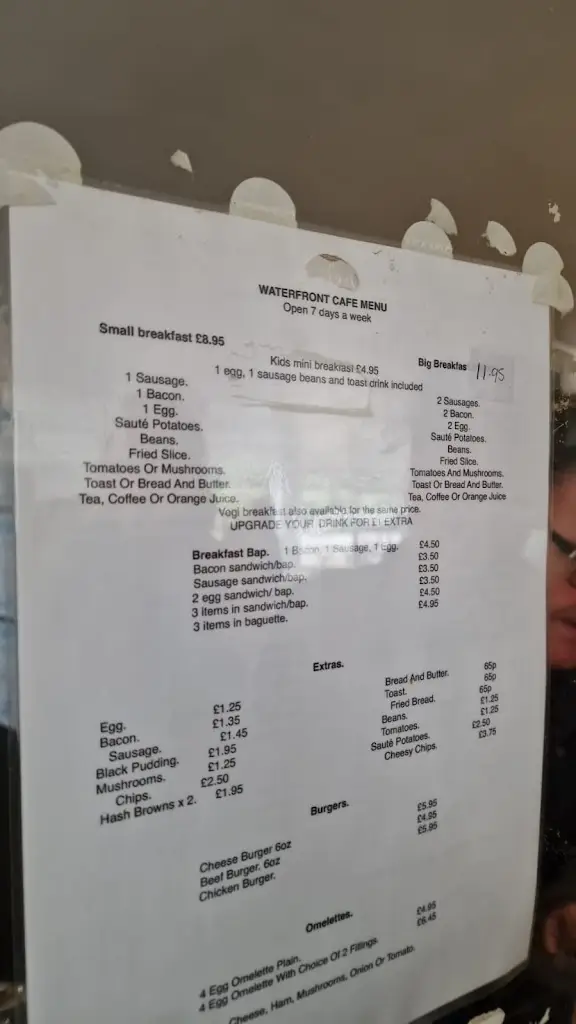 WATERFRONT CAFE MENU
Open 7 days a week
Small breakfast £8.95
Kids mini breakfast £4.95
1 egg, 1 sausage beans and toast drink included
Big Breakfas 11.95
1 Sausage.
1 Bacon.
1 Egg.
Sauté Potatoes.
Beans.
Fried Slice.
Tomatoes Or Mushrooms.
Toast Or Bread And Butter.
Tea, Coffee Or Orange Juice.
2 Sausages.
2 Bacon.
2 Egg.
Sauté Potatoes.
Beans.
Fried Slice.
Tomatoes And Mushrooms.
Toast Or Bread And Butter.
Tea, Coffee Or Orange Juice
Vegi breakfast also available for the same price.
UPGRADE YOUR DRINK FOR £1 EXTRA
Breakfast Bap. 1 Bacon, 1 Sausage, 1 Egg. £4.50
Bacon sandwich/bap. £3.50
Sausage sandwich/bap. £3.50
2 egg sandwich/ bap. £3.50
3 items in sandwich/bap. £4.50
3 items in baguette. £4.95
Extras.
Egg. £1.25
Bacon. £1.35
Sausage. £1.45
Black Pudding. £1.95
Mushrooms. £1.25
Chips. £2.50
Hash Browns x 2. £1.95
Bread And Butter. 65p
Toast. 65p
Fried Bread. 65p
Beans. £1.25
Tomatoes. £1.25
Sauté Potatoes. £2.50
Cheesy Chips. £3.75
Burgers.
Cheese Burger 6oz £5.95
Beef Burger. 6oz £4.95
Chicken Burger. £5.95
Omelettes.
4 Egg Omelette Plain. £4.95
4 Egg Omelette With Choice Of 2 Fillings £6.45
Cheese, Ham, Mushrooms, Onion Or Tomato.